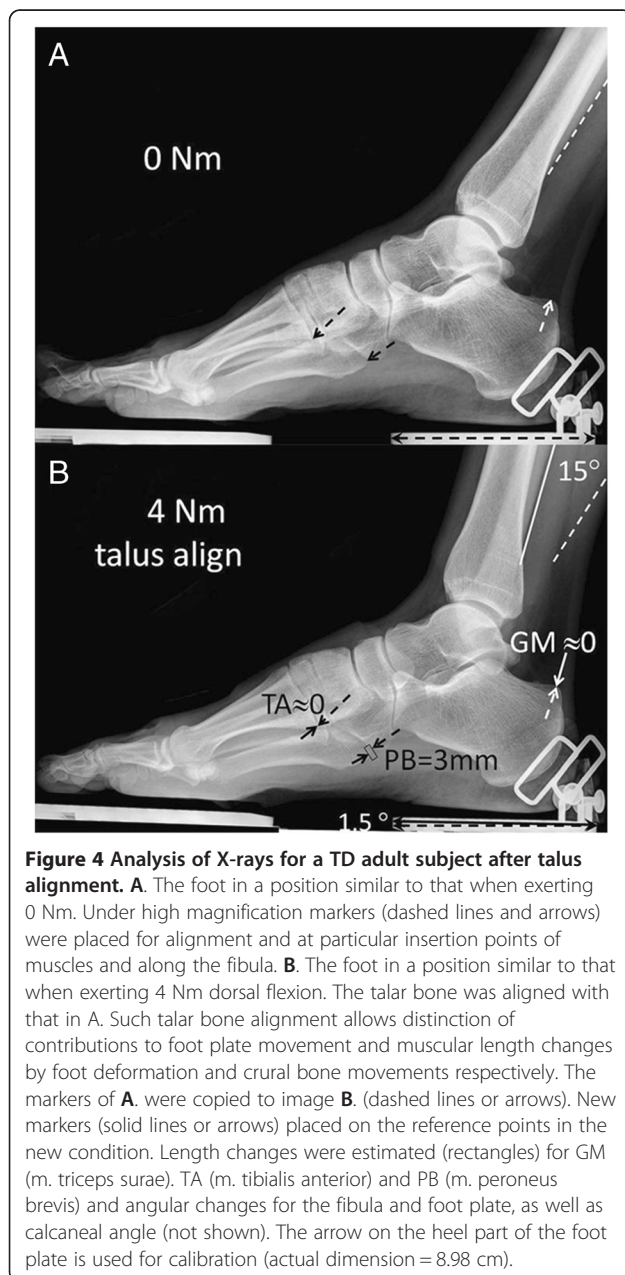 A
0 Nm
B
15°
4 Nm
talus align
GM ≈0
TA≈0
PB=3mm
1.5 °
Figure 4 Analysis of X-rays for a TD adult subject after talus
alignment. A. The foot in a position similar to that when exerting
0 Nm. Under high magnification markers (dashed lines and arrows)
were placed for alignment and at particular insertion points of
muscles and along the fibula. B. The foot in a position similar to that
when exerting 4 Nm dorsal flexion. The talar bone was aligned with
that in A. Such talar bone alignment allows distinction of
contributions to foot plate movement and muscular length changes
by foot deformation and crural bone movements respectively. The
markers of A. were copied to image B. (dashed lines or arrows). New
markers (solid lines or arrows) placed on the reference points in the
new condition. Length changes were estimated (rectangles) for GM
(m. triceps surae). TA (m. tibialis anterior) and PB (m. peroneus
brevis) and angular changes for the fibula and foot plate, as well as
calcaneal angle (not shown). The arrow on the heel part of the foot
plate is used for calibration (actual dimension = 8.98 cm).